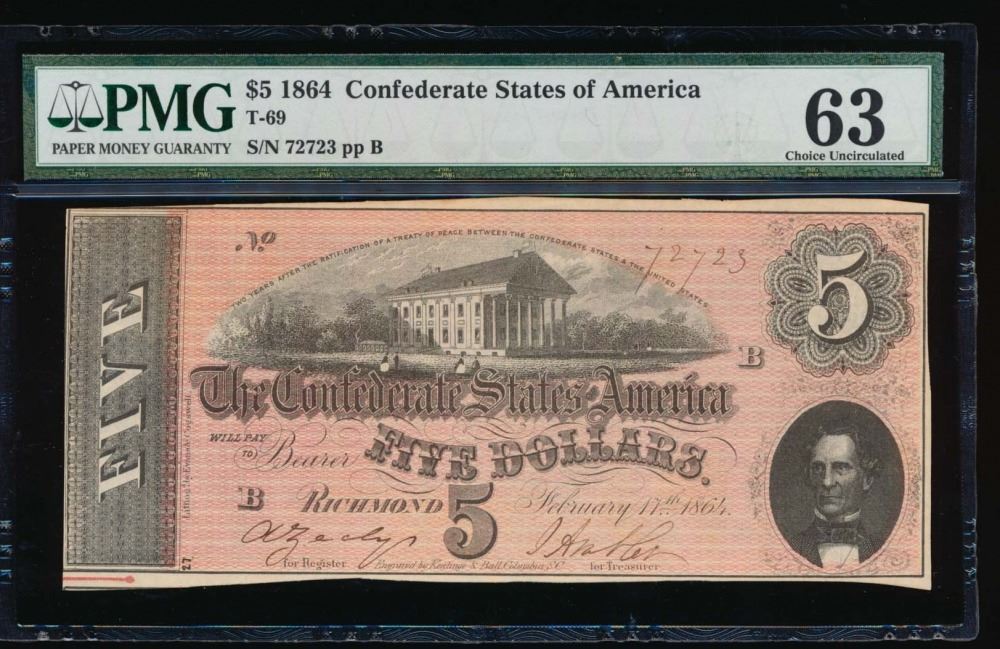 PMG
PAPER MONEY GUARANTY
$5 1864 Confederate States of America
T-69
S/N 72723 pp B
63
Choice Uncirculated
No 72723
TWO YEARS AFTER THE RATIFICATION OF A TREATY OF PEACE BETWEEN THE CONFEDERATE STATES & THE UNITED STATES
5
B
FIVE
The Confederate States of America
WILL PAY
TO Bearer FIVE DOLLARS.
B RICHMOND 5 February 17th 1864.
for Register
Engraved by Keatinge & Ball, Columbia, S.C.
for Treasurer
27